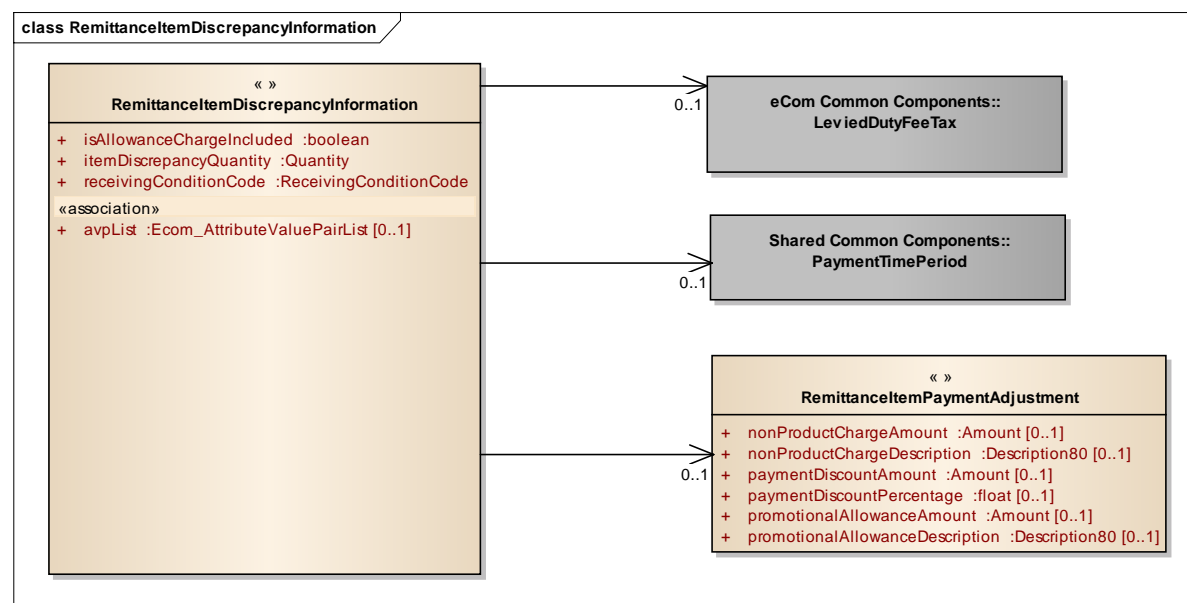 class RemittanceItemDiscrepancyInformation
« »
RemittanceItemDiscrepancyInformation
+ isAllowanceChargeIncluded :boolean
+ itemDiscrepancyQuantity :Quantity
+ receivingConditionCode :ReceivingConditionCode
«association»
+ avpList :Ecom_AttributeValuePairList [0..1]
0..1
eCom Common Components::
LeviedDutyFeeTax
0..1
Shared Common Components::
PaymentTimePeriod
0..1
« »
RemittanceItemPaymentAdjustment
+ nonProductChargeAmount :Amount [0..1]
+ nonProductChargeDescription :Description80 [0..1]
+ paymentDiscountAmount :Amount [0..1]
+ paymentDiscountPercentage :float [0..1]
+ promotionalAllowanceAmount :Amount [0..1]
+ promotionalAllowanceDescription :Description80 [0..1]